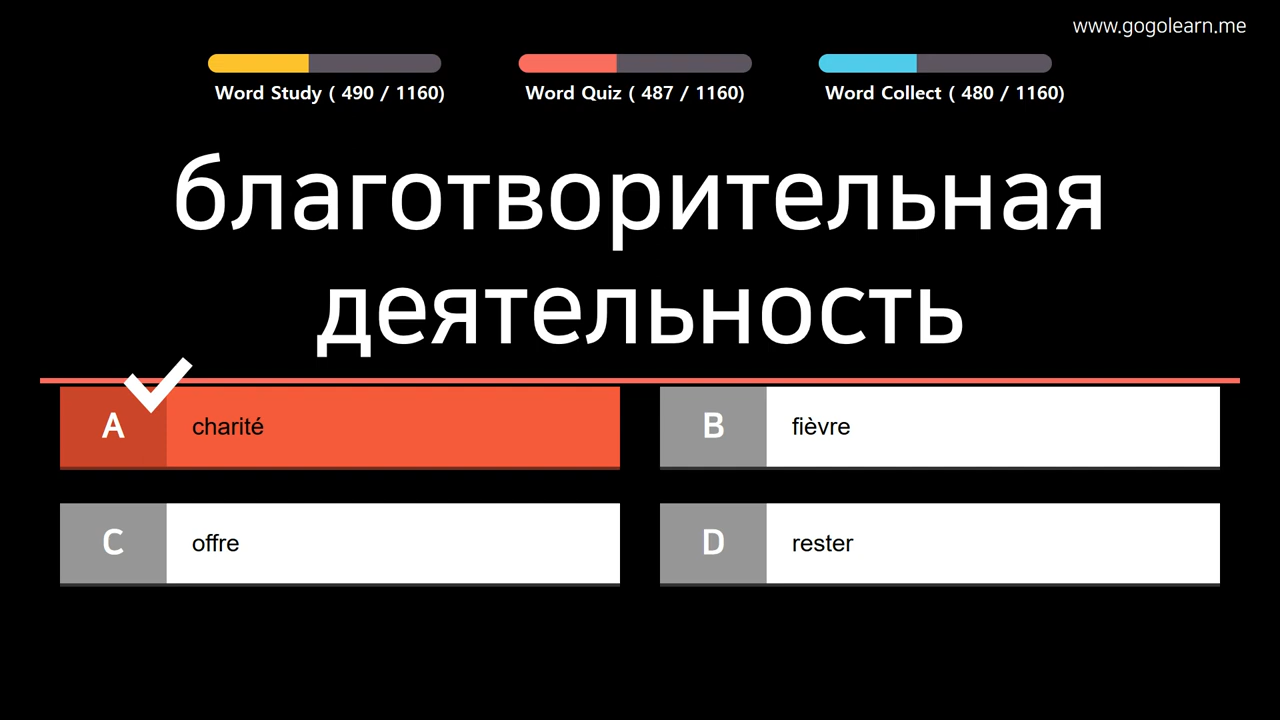 www.gogolearn.me
Word Study ( 490 / 1160)
Word Quiz ( 487 / 1160)
Word Collect ( 480 / 1160)
благотворительная
деятельность
A charité
B fièvre
C offre
D rester